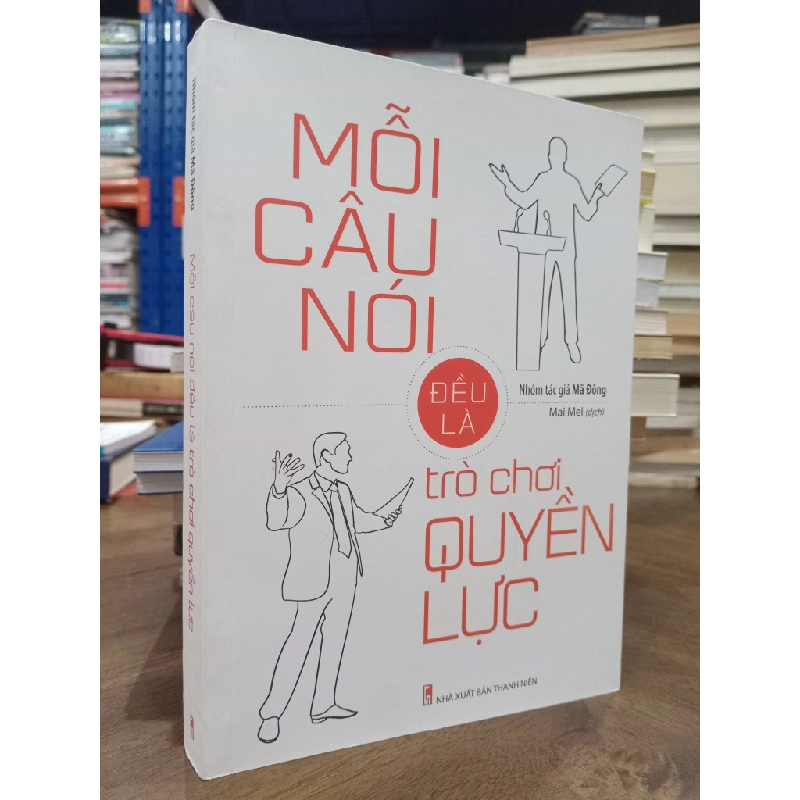 MỖI
CÂU
NÓI
ĐỀU
LÀ
trò chơi
QUYỀN
LỰC
Nhóm tác giả Mã Đông
Mai Mei (dịch)
NHÀ XUẤT BẢN THANH NIÊN
Nhóm tác giả Mã Đông
Mỗi câu nói đều là trò chơi quyền lực